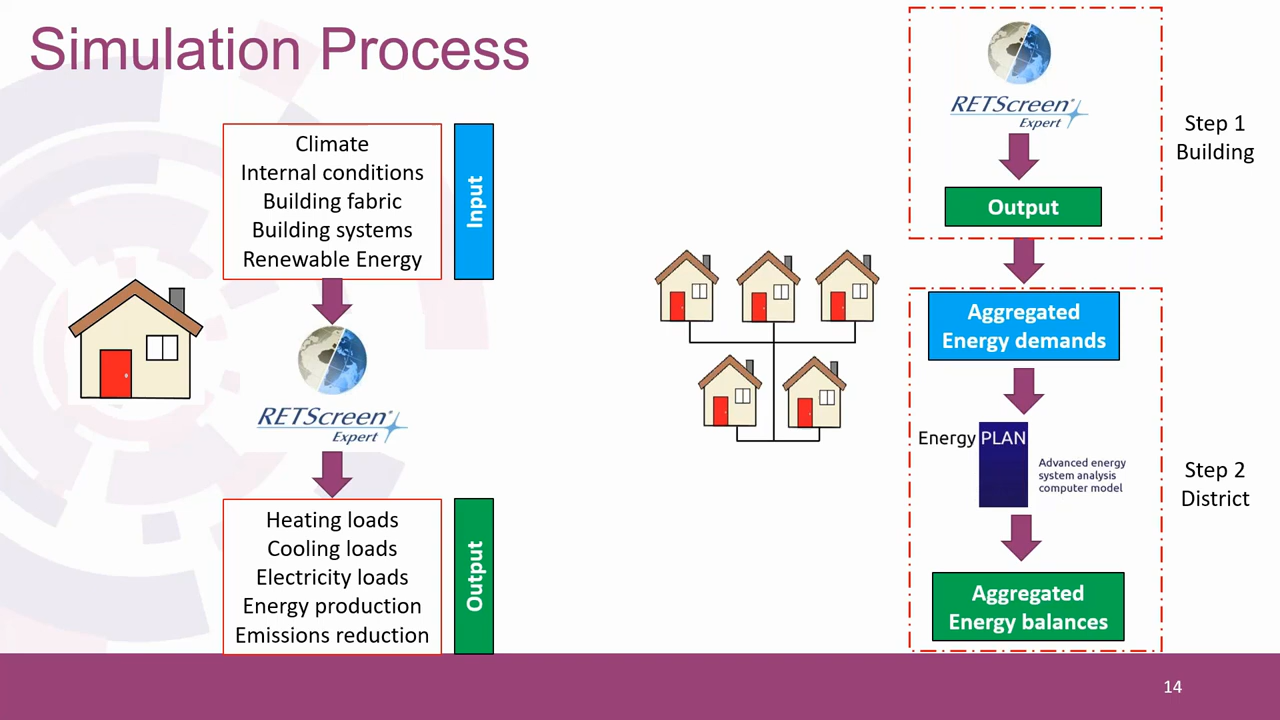 Simulation Process
Climate
Internal conditions
Building fabric
Building systems
Renewable Energy
Input
RETScreen®
Expert
Heating loads
Cooling loads
Electricity loads
Energy production
Emissions reduction
Output
RETScreen®
Expert
Output
Step 1
Building
Aggregated
Energy demands
Energy PLAN
Advanced energy
system analysis
computer model
Aggregated
Energy balances
Step 2
District
14